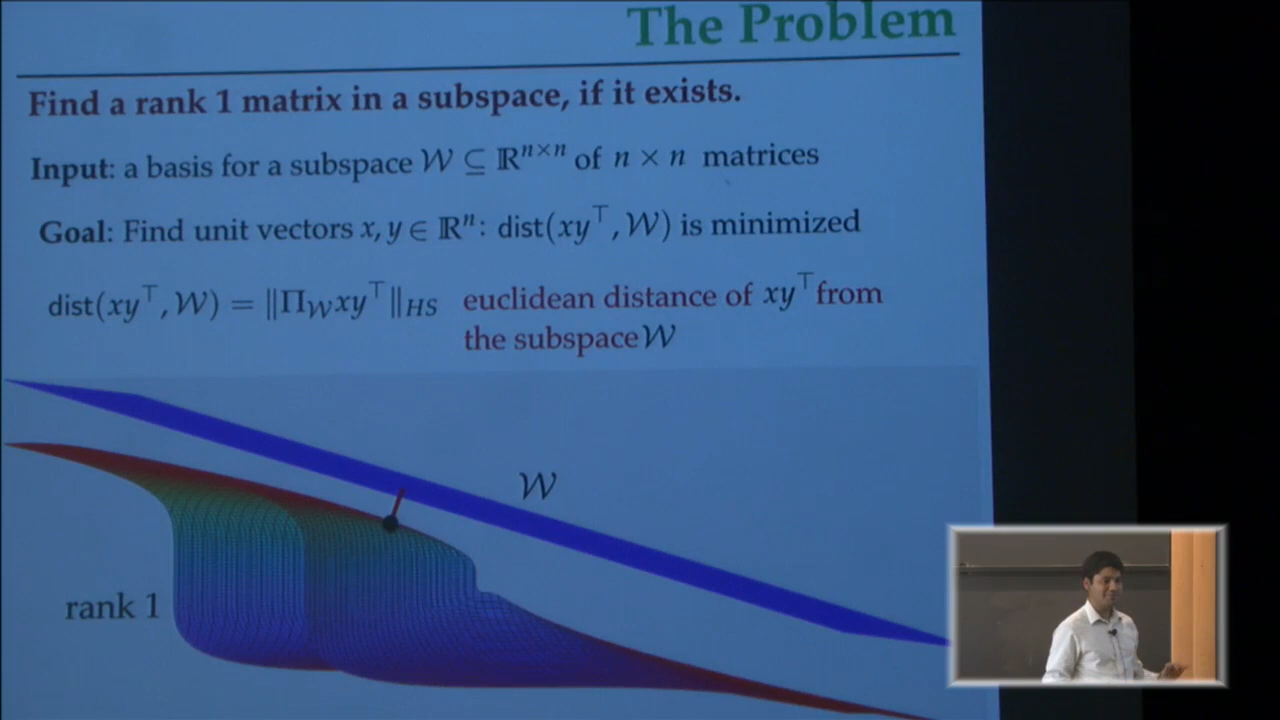 The Problem
Find a rank 1 matrix in a subspace, if it exists.
Input: a basis for a subspace 𝒲 ⊆ ℝⁿˣⁿ of n × n matrices
Goal: Find unit vectors x, y ∈ ℝⁿ: dist(xy⊤, 𝒲) is minimized
dist(xy⊤, 𝒲) = ‖Π_𝒲 xy⊤‖_HS euclidean distance of xy⊤ from
the subspace 𝒲
𝒲
rank 1